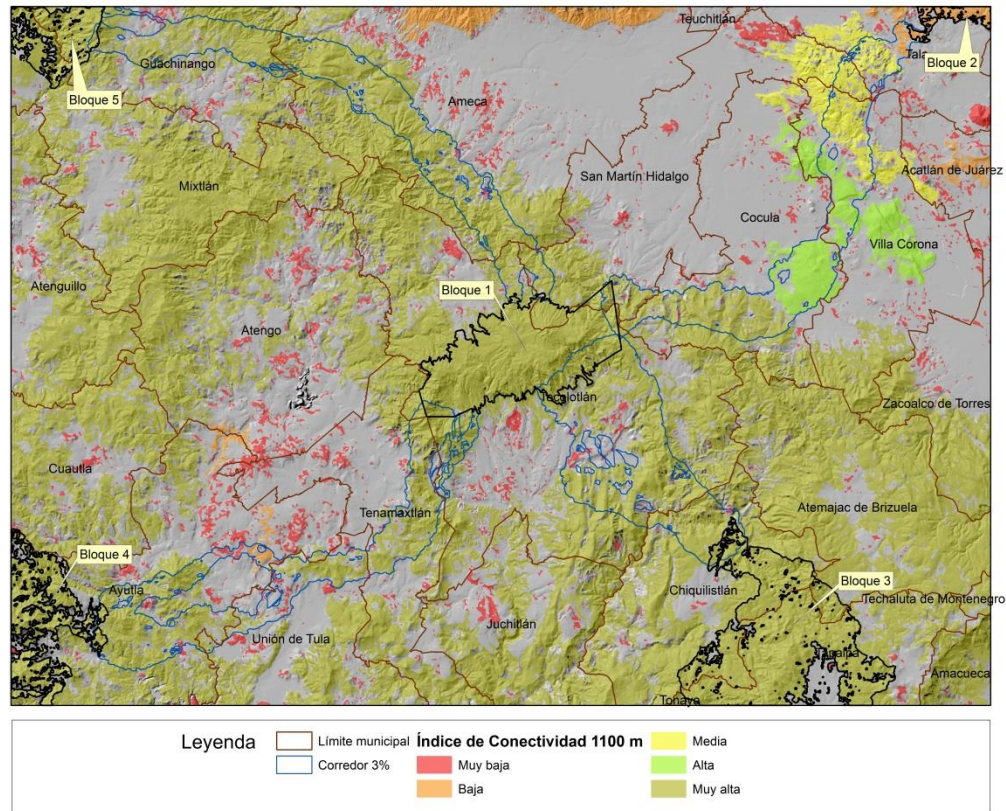 Teuchitlán
Tala
Guachinango
Bloque 2
Bloque 5
Ameca
Mixtlán
San Martín Hidalgo
Acatlán de Juárez
Cocula
Villa Corona
Atenguillo
Bloque 1
Atengo
Tecolotlán
Zacoalco de Torres
Cuautla
Tenamaxtlán
Atemajac de Brizuela
Bloque 4
Ayutla
Chiquilistlán
Bloque 3
Techaluta de Montenegro
Juchitlán
Unión de Tula
Tapalpa
Amacueca
Tonaya
Leyenda
Límite municipal
Corredor 3%
Índice de Conectividad 1100 m
Muy baja
Baja
Media
Alta
Muy alta